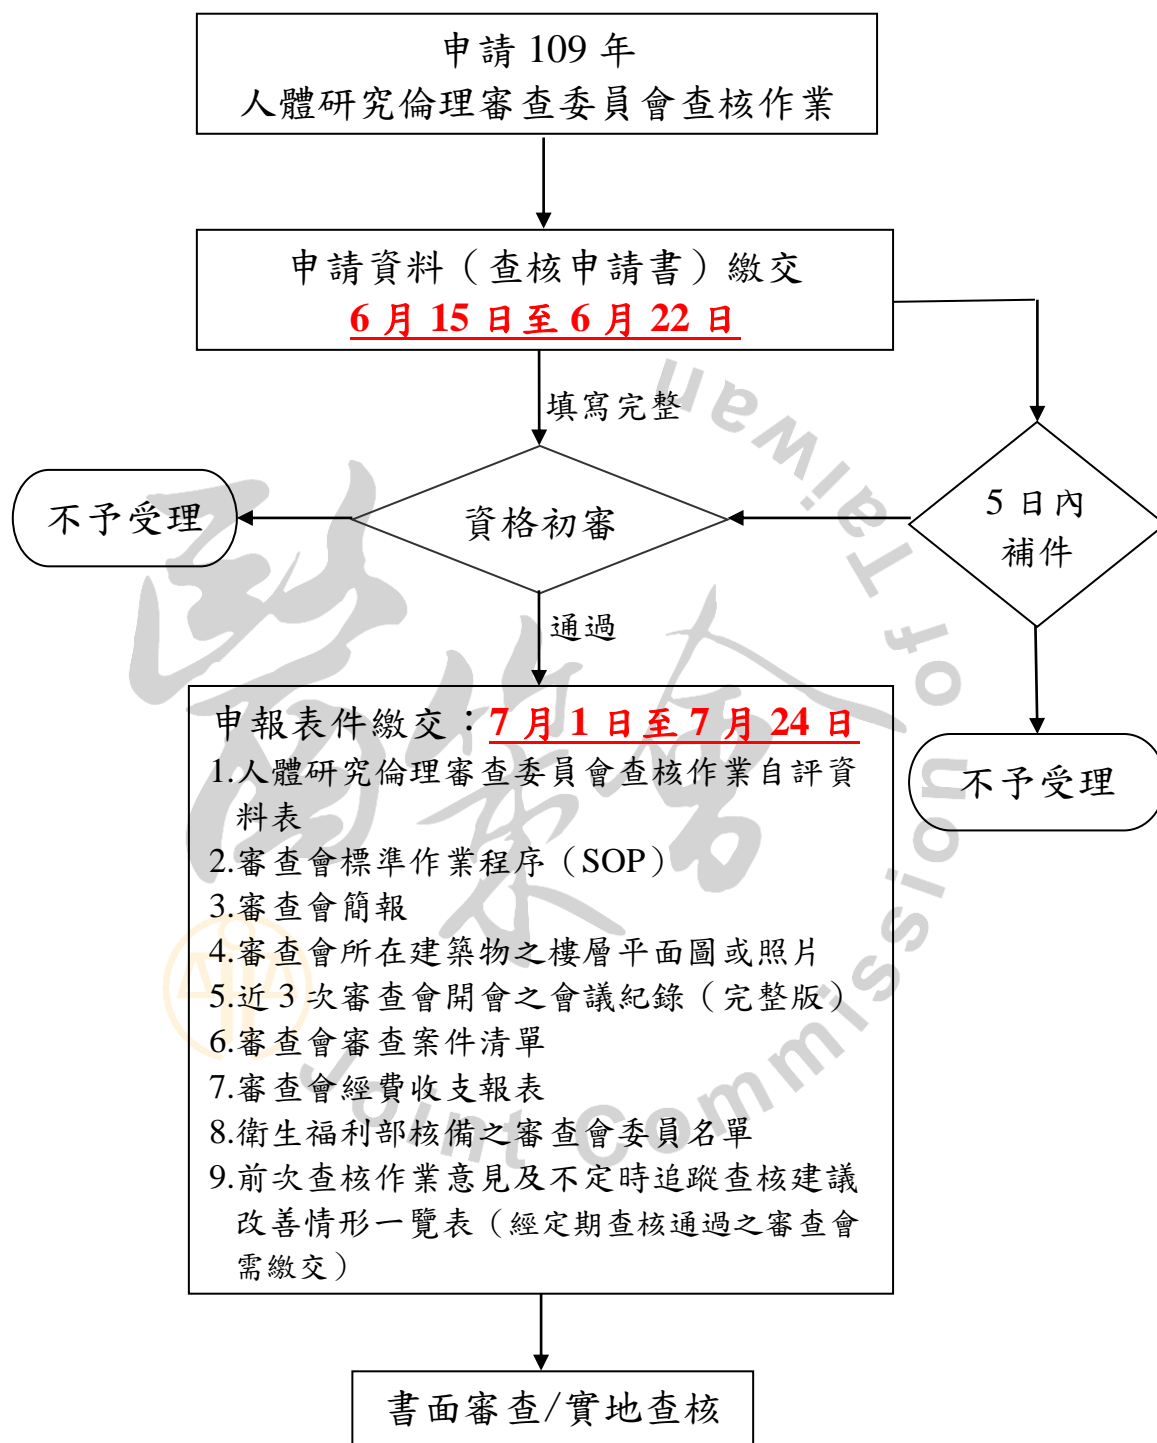 申請 109 年
人體研究倫理審查委員會查核作業
申請資料（查核申請書）繳交
6 月 15 日至 6 月 22 日
填寫完整
不予受理
資格初審
5 日內
補件
通過
不予受理
申報表件繳交：7 月 1 日至 7 月 24 日
1.人體研究倫理審查委員會查核作業自評資
料表
2.審查會標準作業程序（SOP）
3.審查會簡報
4.審查會所在建築物之樓層平面圖或照片
5.近 3 次審查會開會之會議紀錄（完整版）
6.審查會審查案件清單
7.審查會經費收支報表
8.衛生福利部核備之審查會委員名單
9.前次查核作業意見及不定時追蹤查核建議
改善情形一覽表（經定期查核通過之審查會
需繳交）
書面審查/實地查核
醫策會
Joint Commission of Taiwan